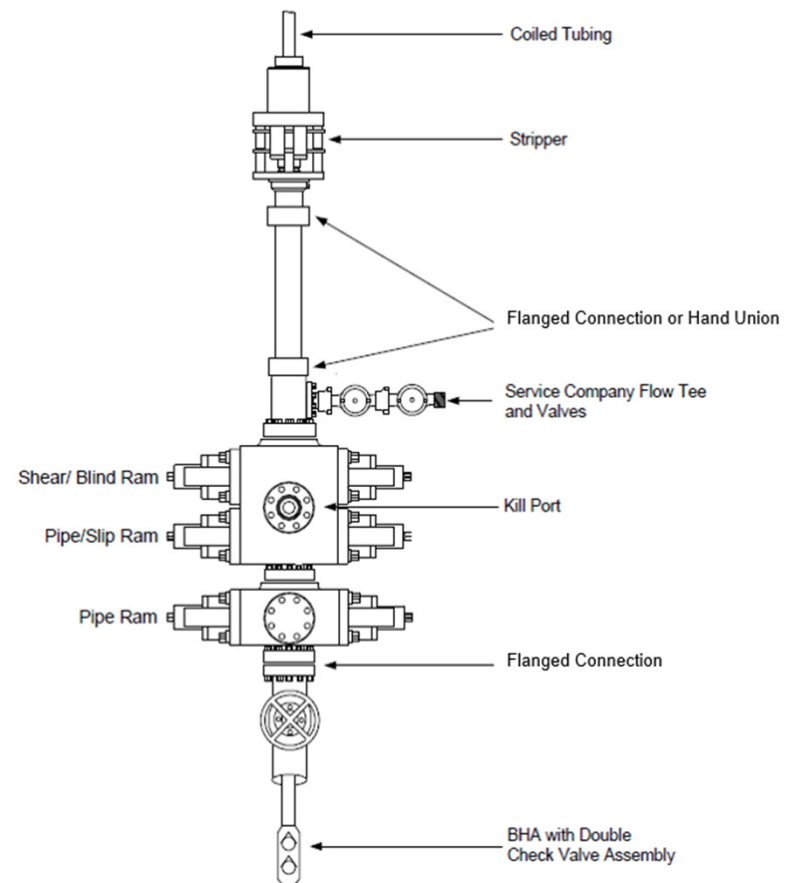 Coiled Tubing
Stripper
Flanged Connection or Hand Union
Service Company Flow Tee
and Valves
Shear/ Blind Ram
Kill Port
Pipe/Slip Ram
Pipe Ram
Flanged Connection
BHA with Double
Check Valve Assembly